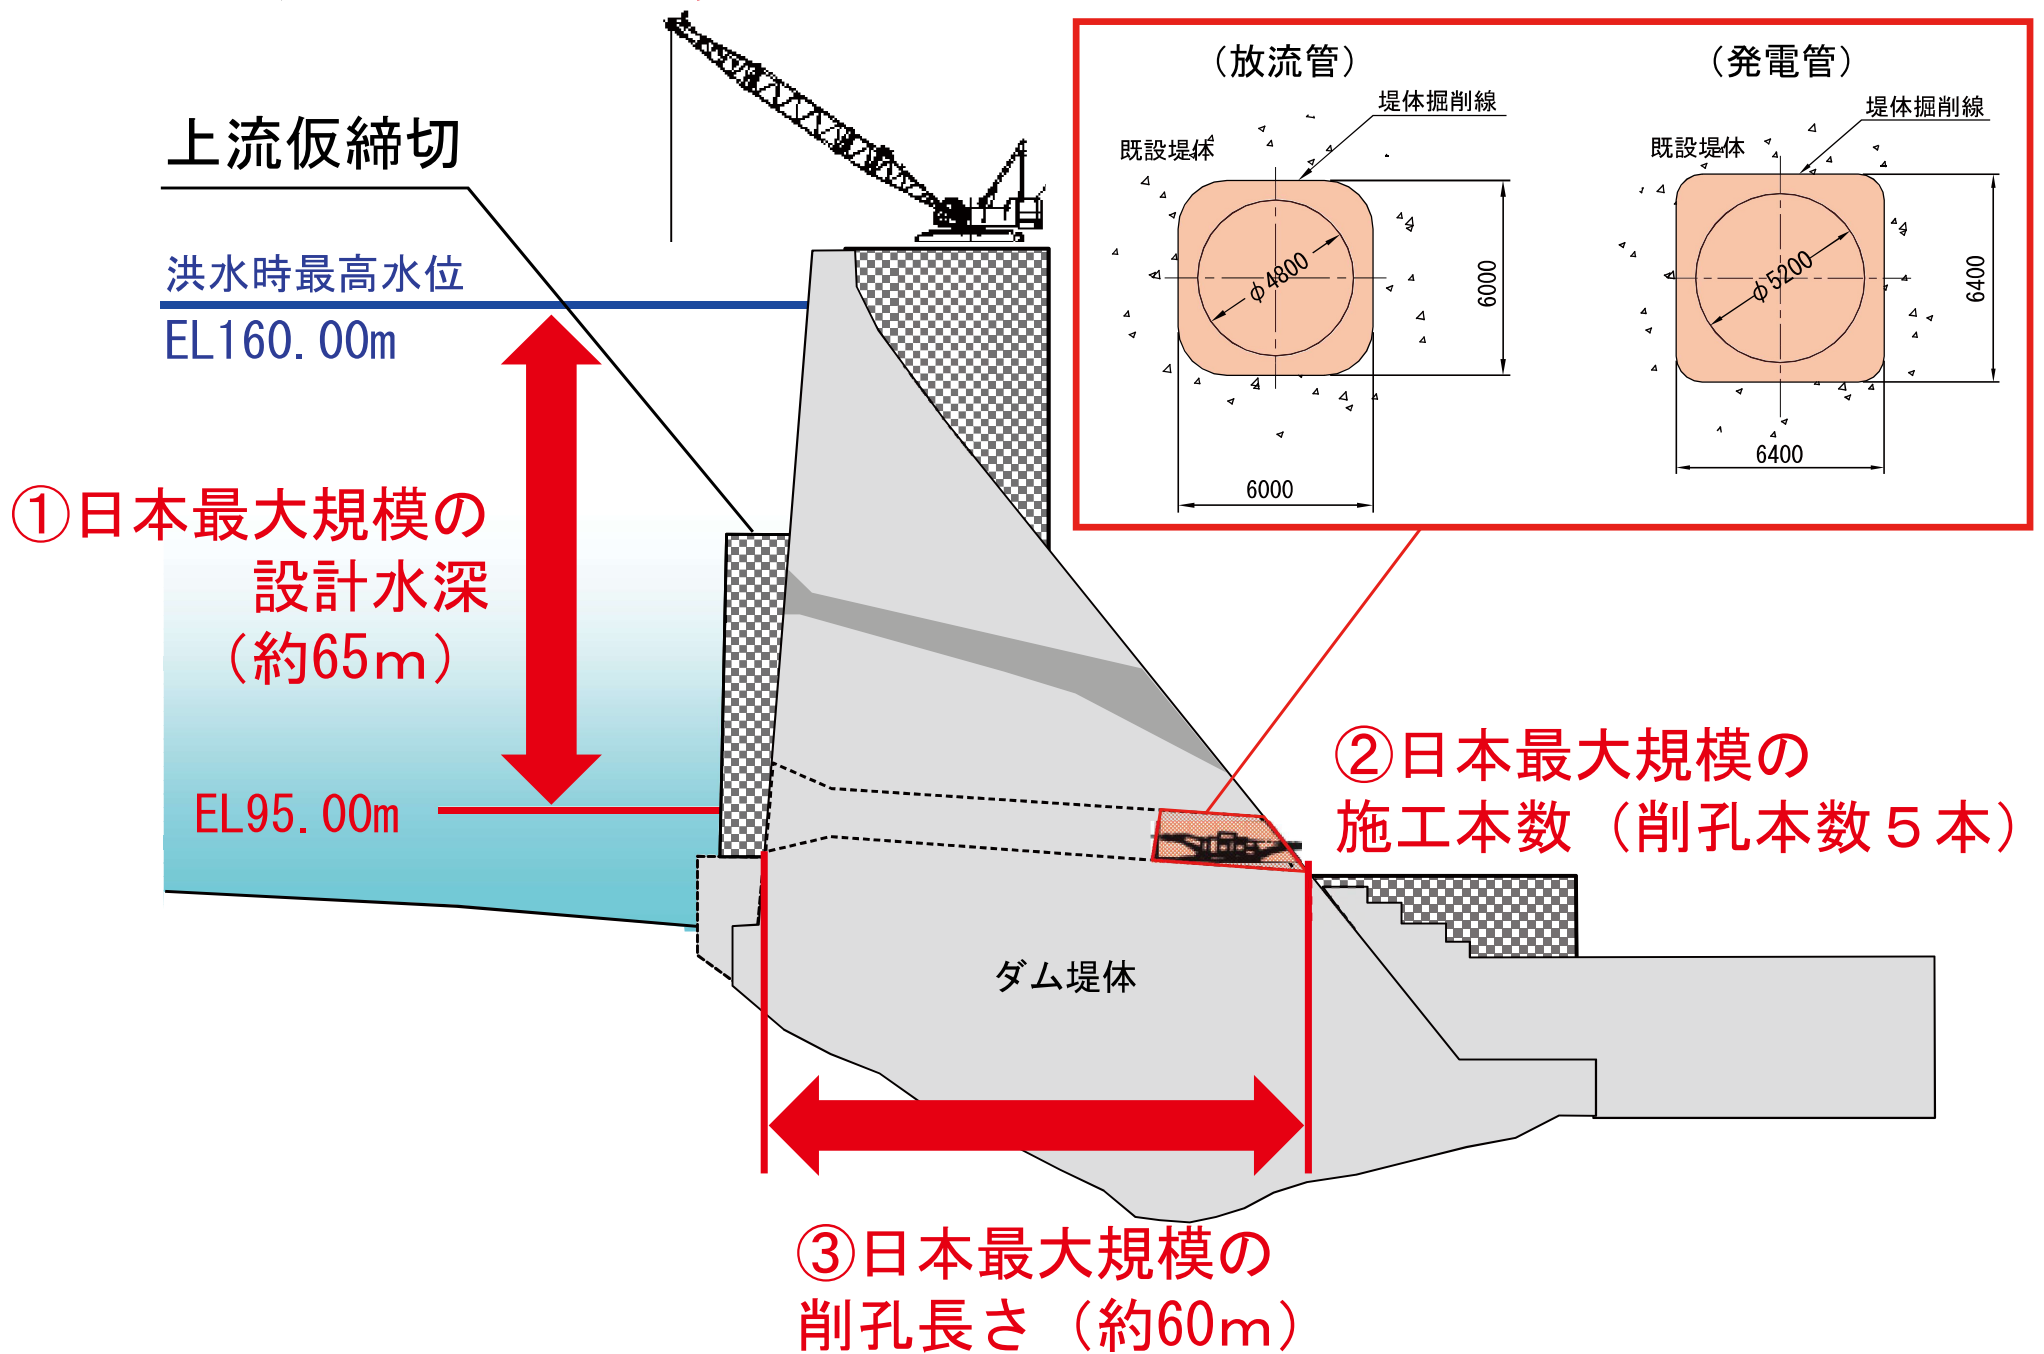 上流仮締切
洪水時最高水位
EL160.00m
①日本最大規模の
設計水深
（約65ｍ）
EL95.00m
（放流管）
堤体掘削線
既設堤体
φ4800
6000
6000
（発電管）
堤体掘削線
既設堤体
φ5200
6400
6400
②日本最大規模の
施工本数（削孔本数５本）
ダム堤体
③日本最大規模の
削孔長さ（約60ｍ）